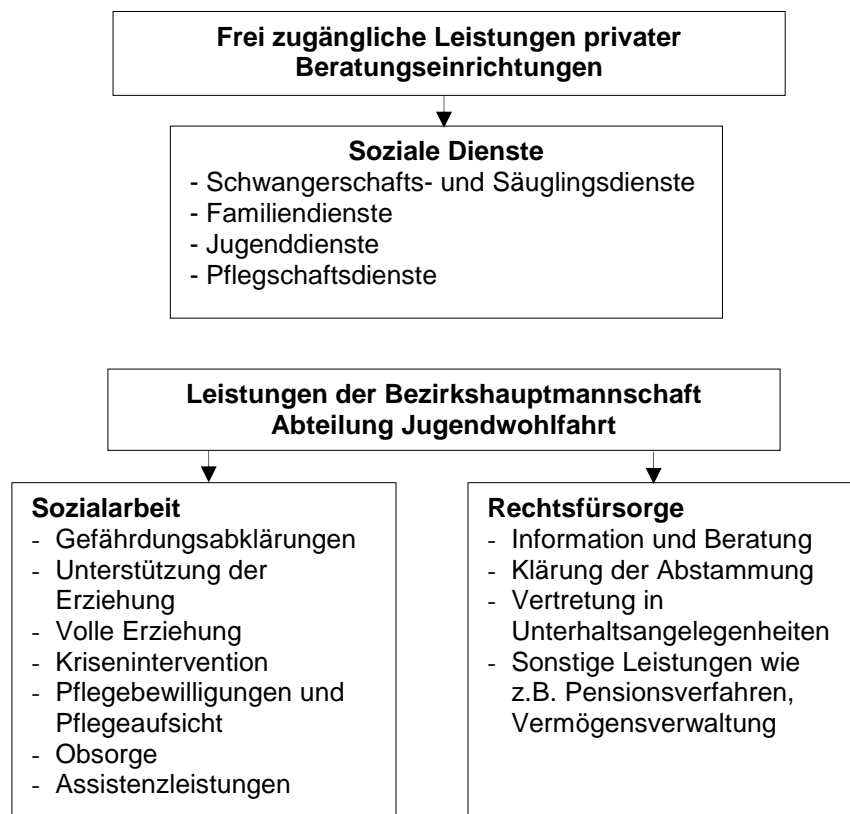 Frei zugängliche Leistungen privater
Beratungseinrichtungen
Soziale Dienste
- Schwangerschafts- und Säuglingsdienste
- Familiendienste
- Jugenddienste
- Pflegschaftsdienste
Leistungen der Bezirkshauptmannschaft
Abteilung Jugendwohlfahrt
Sozialarbeit
- Gefährdungsabklärungen
- Unterstützung der
Erziehung
- Volle Erziehung
- Krisenintervention
- Pflegebewilligungen und
Pflegeaufsicht
- Obsorge
- Assistenzleistungen
Rechtsfürsorge
- Information und Beratung
- Klärung der Abstammung
- Vertretung in
Unterhaltsangelegenheiten
- Sonstige Leistungen wie
z.B. Pensionsverfahren,
Vermögensverwaltung